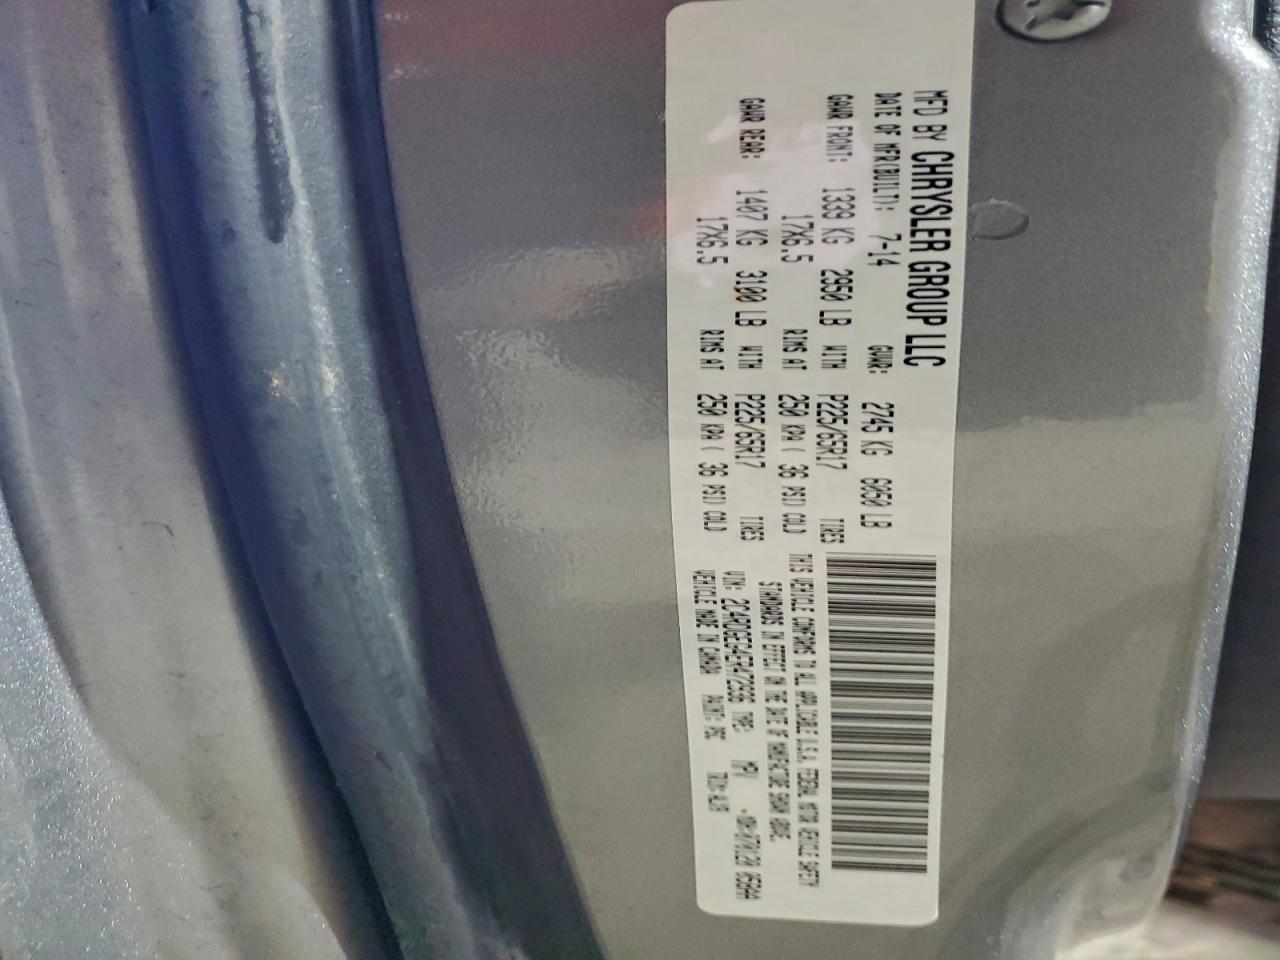 MFD BY CHRYSLER GROUP LLC
DATE OF MFR(BUILT): 7-14 GVWR: 2745 KG 6050 LB
GAWR FRONT: 1339 KG 2950 LB WITH P225/65R17 TIRES
17X6.5 RIMS AT 250 KPA ( 36 PSI) COLD
GAWR REAR: 1407 KG 3100 LB WITH P225/65R17 TIRES
17X6.5 RIMS AT 250 KPA ( 36 PSI) COLD
THIS VEHICLE CONFORMS TO ALL APPLICABLE U.S.A. FEDERAL MOTOR VEHICLE SAFETY
STANDARDS IN EFFECT ON THE DATE OF MANUFACTURE SHOWN ABOVE.
VIN: 2C4RDGEG4ER472936 TYPE: MPV
VEHICLE MADE IN CANADA PAINT: PSC